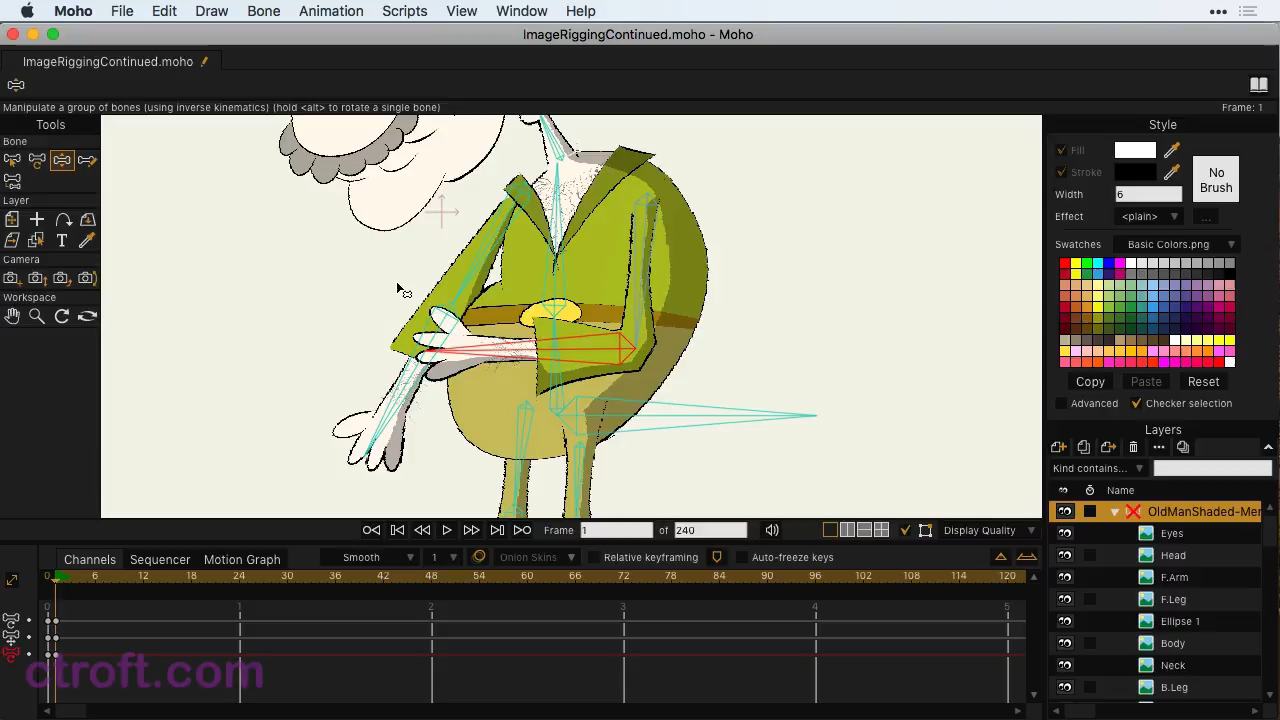 Moho File Edit Draw Bone Animation Scripts View Window Help
ImageRiggingContinued.moho - Moho
ImageRiggingContinued.moho
Manipulate a group of bones (using inverse kinematics) (hold <alt> to rotate a single bone)
Frame: 1
Tools
Bone
Layer
Camera
Workspace
Style
Fill
Stroke
No Brush
Width 6
Effect <plain> ...
Swatches Basic Colors.png
Copy Paste Reset
Advanced Checker selection
Layers
Kind contains...
Name
OldManShaded-Mer
Eyes
Head
F.Arm
F.Leg
Ellipse 1
Body
Neck
B.Leg
Frame 1 of 240 Display Quality
Channels Sequencer Motion Graph Smooth 1 Onion Skins Relative keyframing Auto-freeze keys
0 6 12 18 24 30 36 42 48 54 60 66 72 78 84 90 96 102 108 114 120
0 1 2 3 4 5
otroft.com